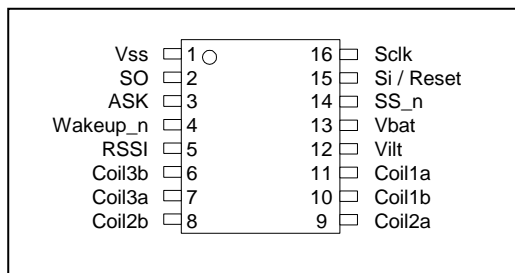 Vss 1 16 Sclk
SO 2 15 Si / Reset
ASK 3 14 SS_n
Wakeup_n 4 13 Vbat
RSSI 5 12 Vilt
Coil3b 6 11 Coil1a
Coil3a 7 10 Coil1b
Coil2b 8 9 Coil2a